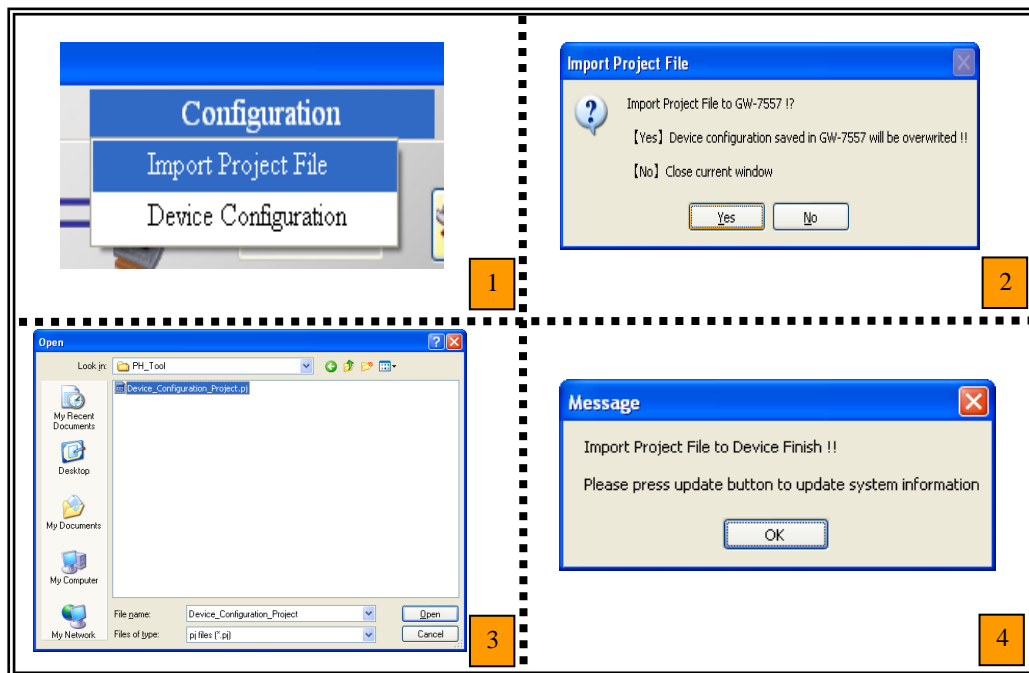 Configuration
Import Project File
Device Configuration
1
Import Project File
Import Project File to GW-7557 !?
【Yes】Device configuration saved in GW-7557 will be overwrited !!
【No】Close current window
Yes
No
2
Open
Look in:
PH_Tool
Device_Configuration_Project.pj
My Recent
Documents
Desktop
My Documents
My Computer
My Network
File name:
Device_Configuration_Project
Open
Files of type:
pj files (*.pj)
Cancel
3
Message
Import Project File to Device Finish !!
Please press update button to update system information
OK
4